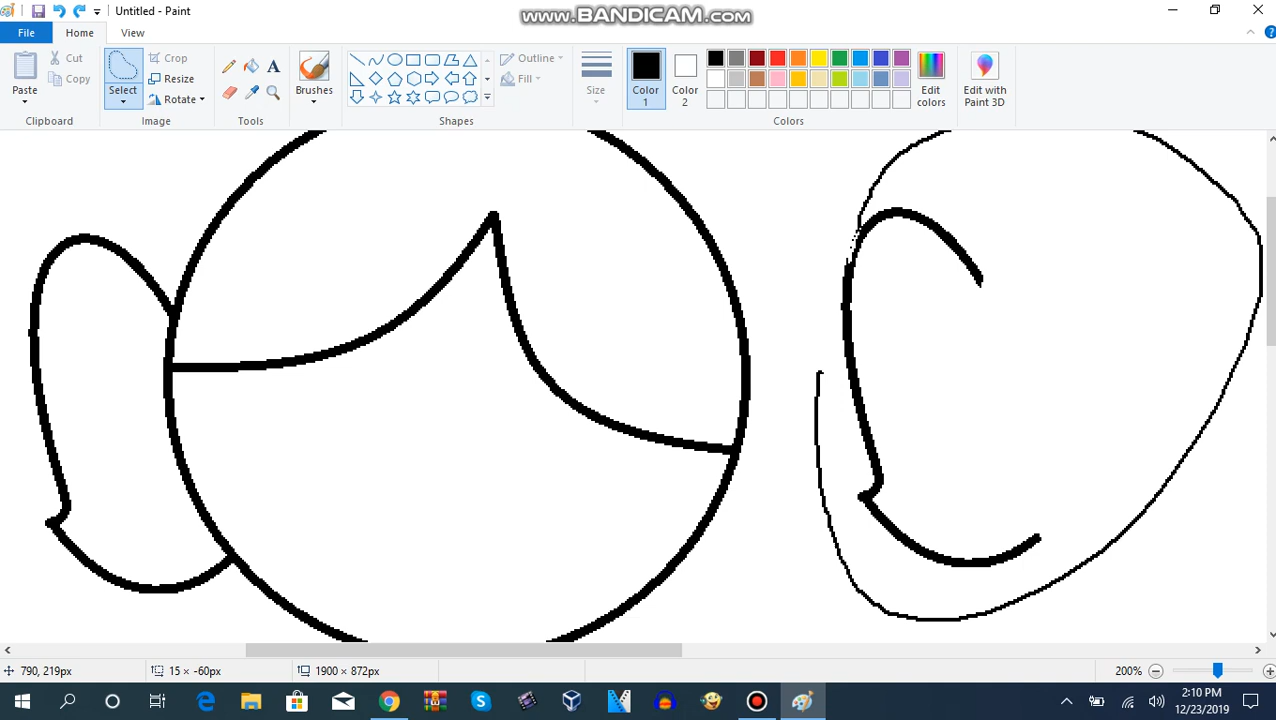 Untitled - Paint
www.BANDICAM.com
File
Home
View
Paste
Cut
Copy
Clipboard
Select
Crop
Resize
Rotate
Image
Tools
A
Brushes
Shapes
Outline
Fill
Size
Color 1
Color 2
Edit colors
Edit with Paint 3D
Colors
790, 219px
15 × -60px
1900 × 872px
200%
2:10 PM
12/23/2019